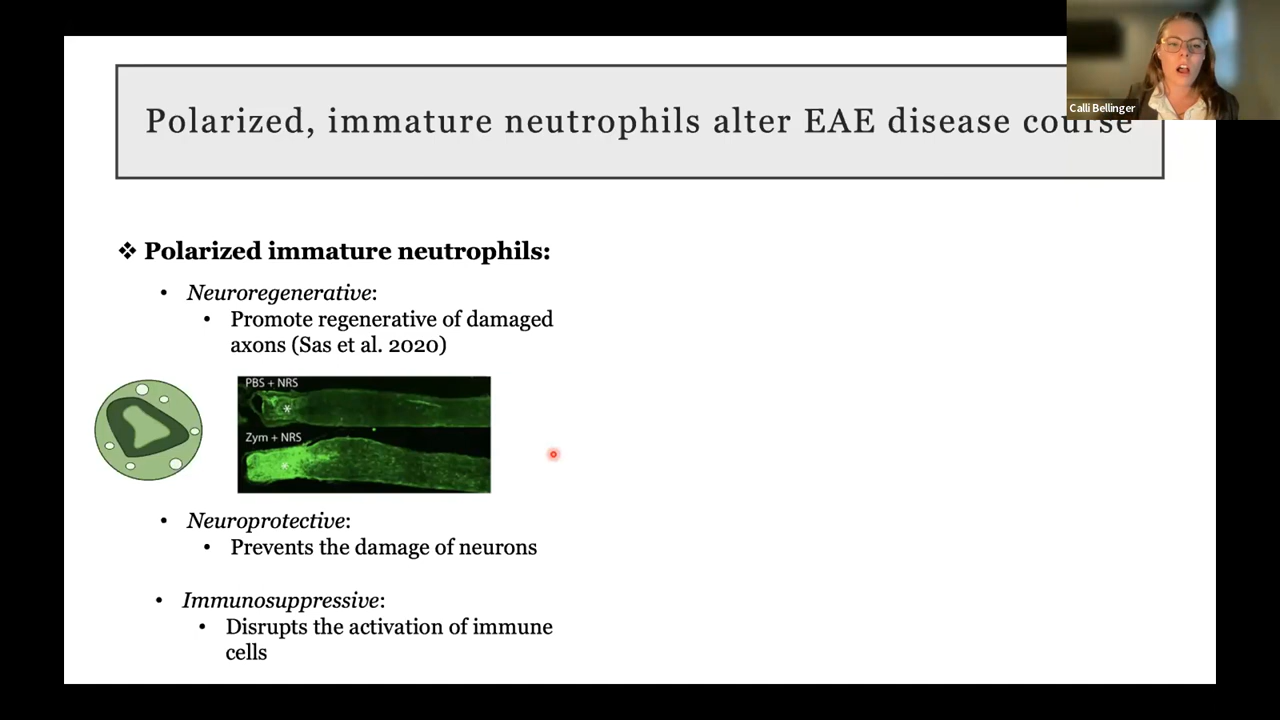 Calli Bellinger
Polarized, immature neutrophils alter EAE disease course
❖ Polarized immature neutrophils:
• Neuroregenerative:
• Promote regenerative of damaged
axons (Sas et al. 2020)
PBS + NRS
*
Zym + NRS
*
• Neuroprotective:
• Prevents the damage of neurons
• Immunosuppressive:
• Disrupts the activation of immune
cells